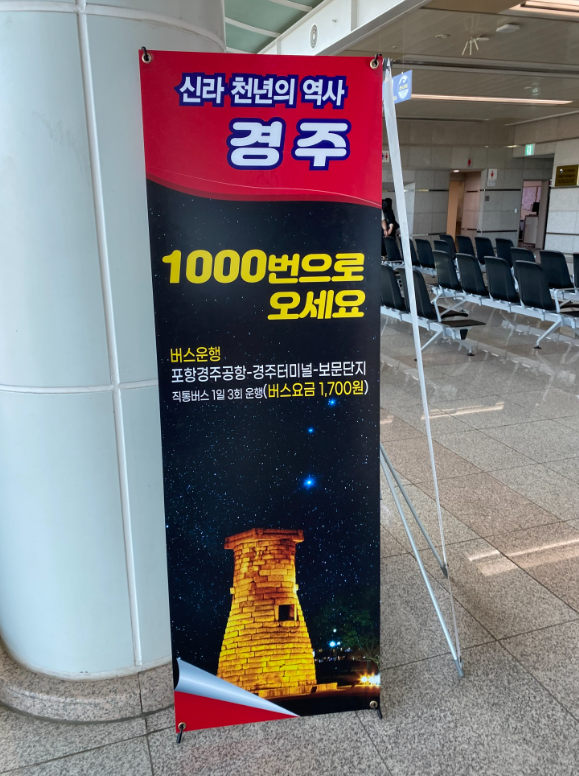 신라 천년의 역사
경주
1000번으로
오세요
버스운행
포항경주공항-경주터미널-보문단지
직통버스 1일 3회 운행(버스요금 1,700원)